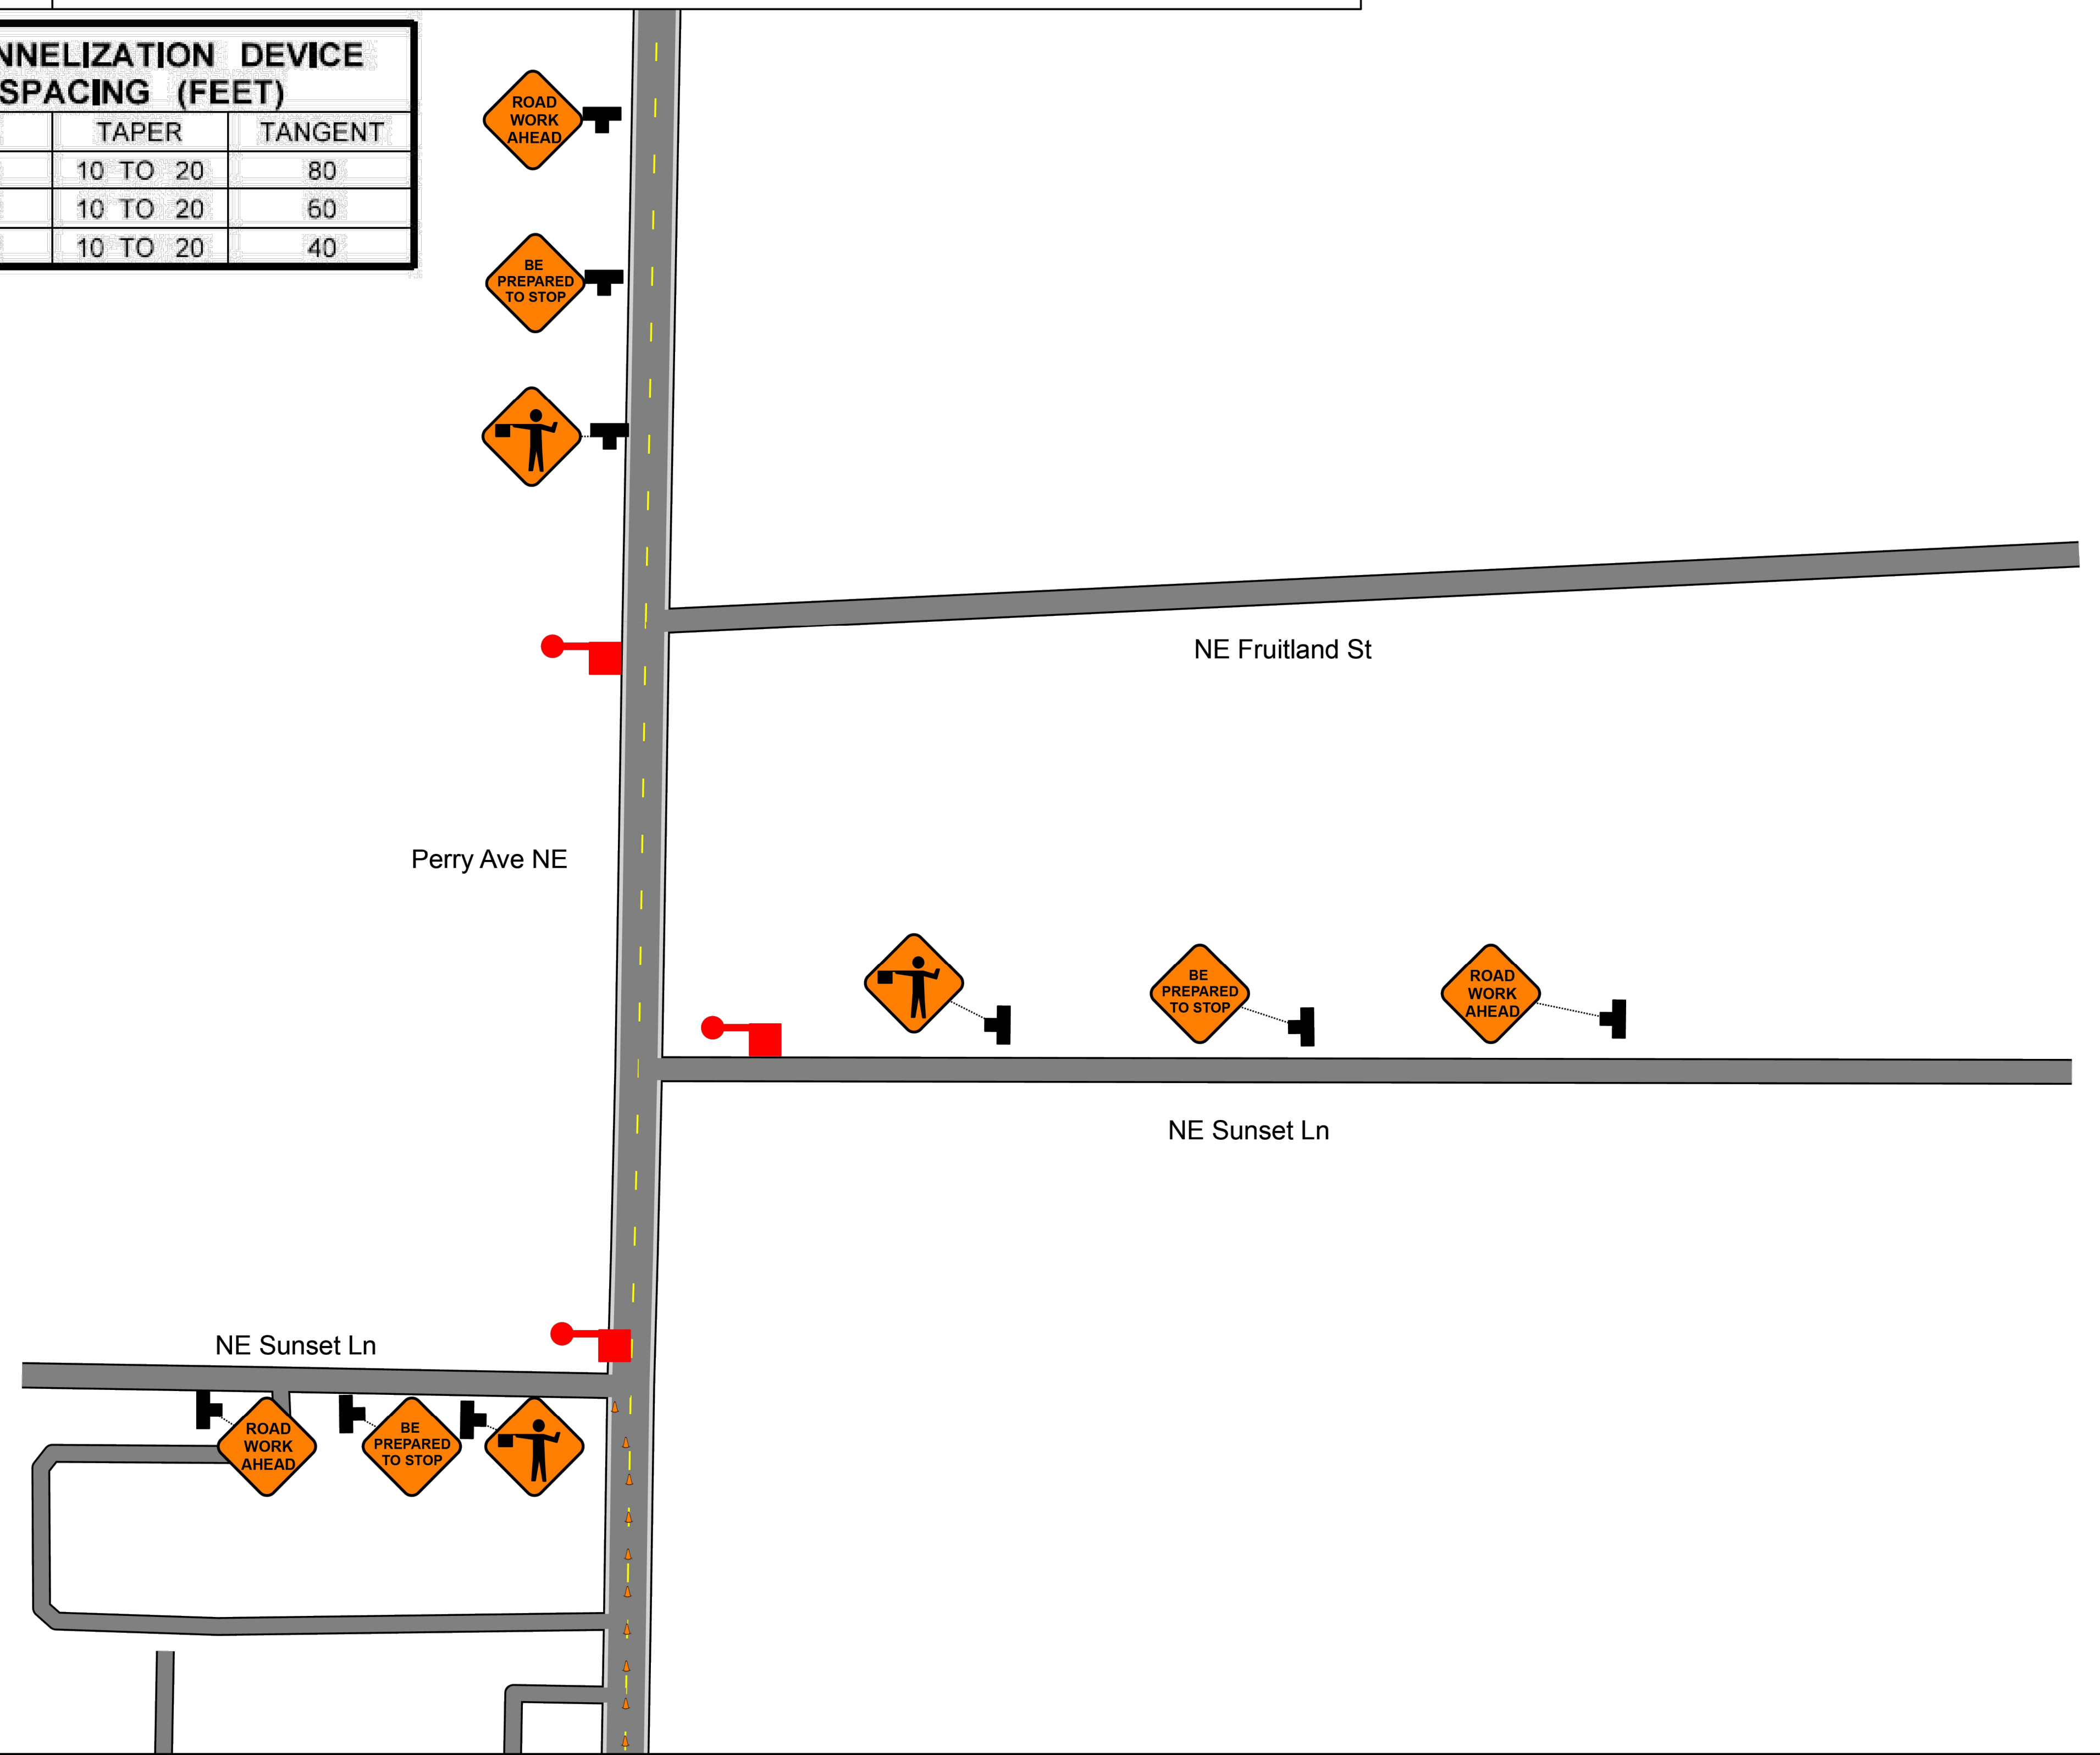 NNELIZATION DEVICE
SPACING (FEET)
TAPER TANGENT
10 TO 20 80
10 TO 20 60
10 TO 20 40
ROAD
WORK
AHEAD
BE
PREPARED
TO STOP
NE Fruitland St
Perry Ave NE
BE
PREPARED
TO STOP
ROAD
WORK
AHEAD
NE Sunset Ln
NE Sunset Ln
ROAD
WORK
AHEAD
BE
PREPARED
TO STOP